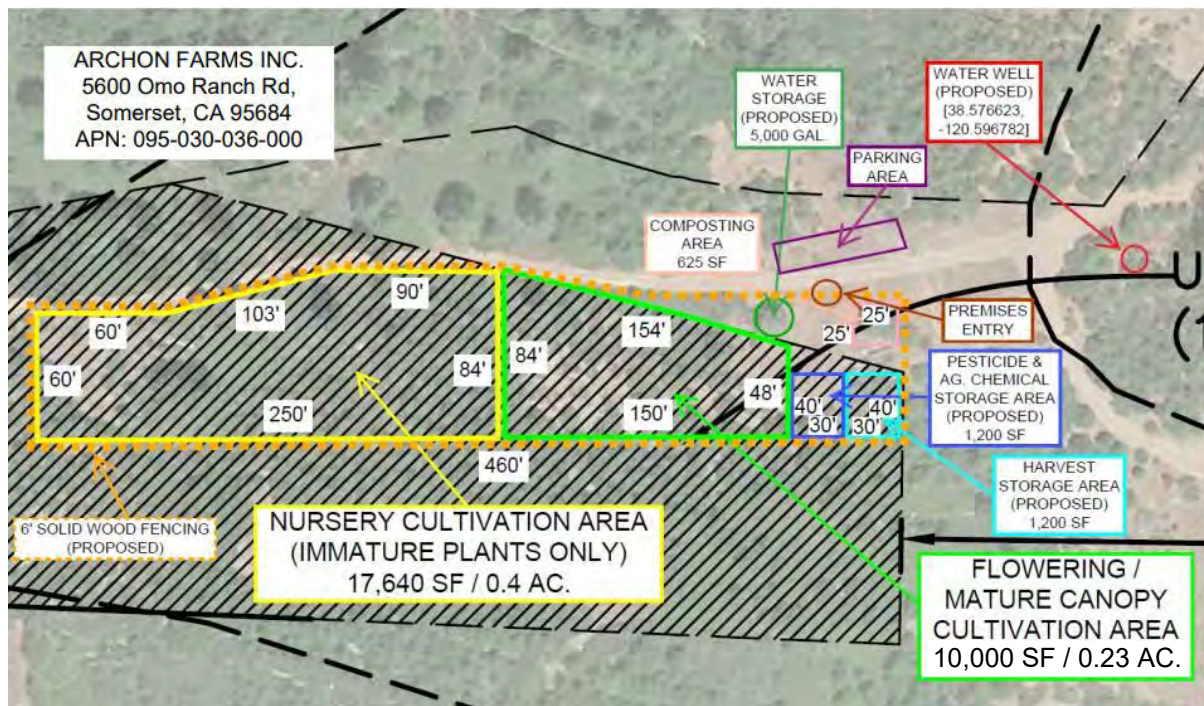 ARCHON FARMS INC.
5600 Omo Ranch Rd,
Somerset, CA 95684
APN: 095-030-036-000
WATER
STORAGE
(PROPOSED)
5,000 GAL
WATER WELL
(PROPOSED)
[38.576623,
-120.596782]
PARKING
AREA
COMPOSTING
AREA
625 SF
PREMISES
ENTRY
PESTICIDE &
AG. CHEMICAL
STORAGE AREA
(PROPOSED)
1,200 SF
HARVEST
STORAGE AREA
(PROPOSED)
1,200 SF
60'
103'
90'
60'
84'
250'
84'
154'
48'
150'
25'
25'
40'
30'
40'
30'
460'
6' SOLID WOOD FENCING
(PROPOSED)
NURSERY CULTIVATION AREA
(IMMATURE PLANTS ONLY)
17,640 SF / 0.4 AC.
FLOWERING /
MATURE CANOPY
CULTIVATION AREA
10,000 SF / 0.23 AC.